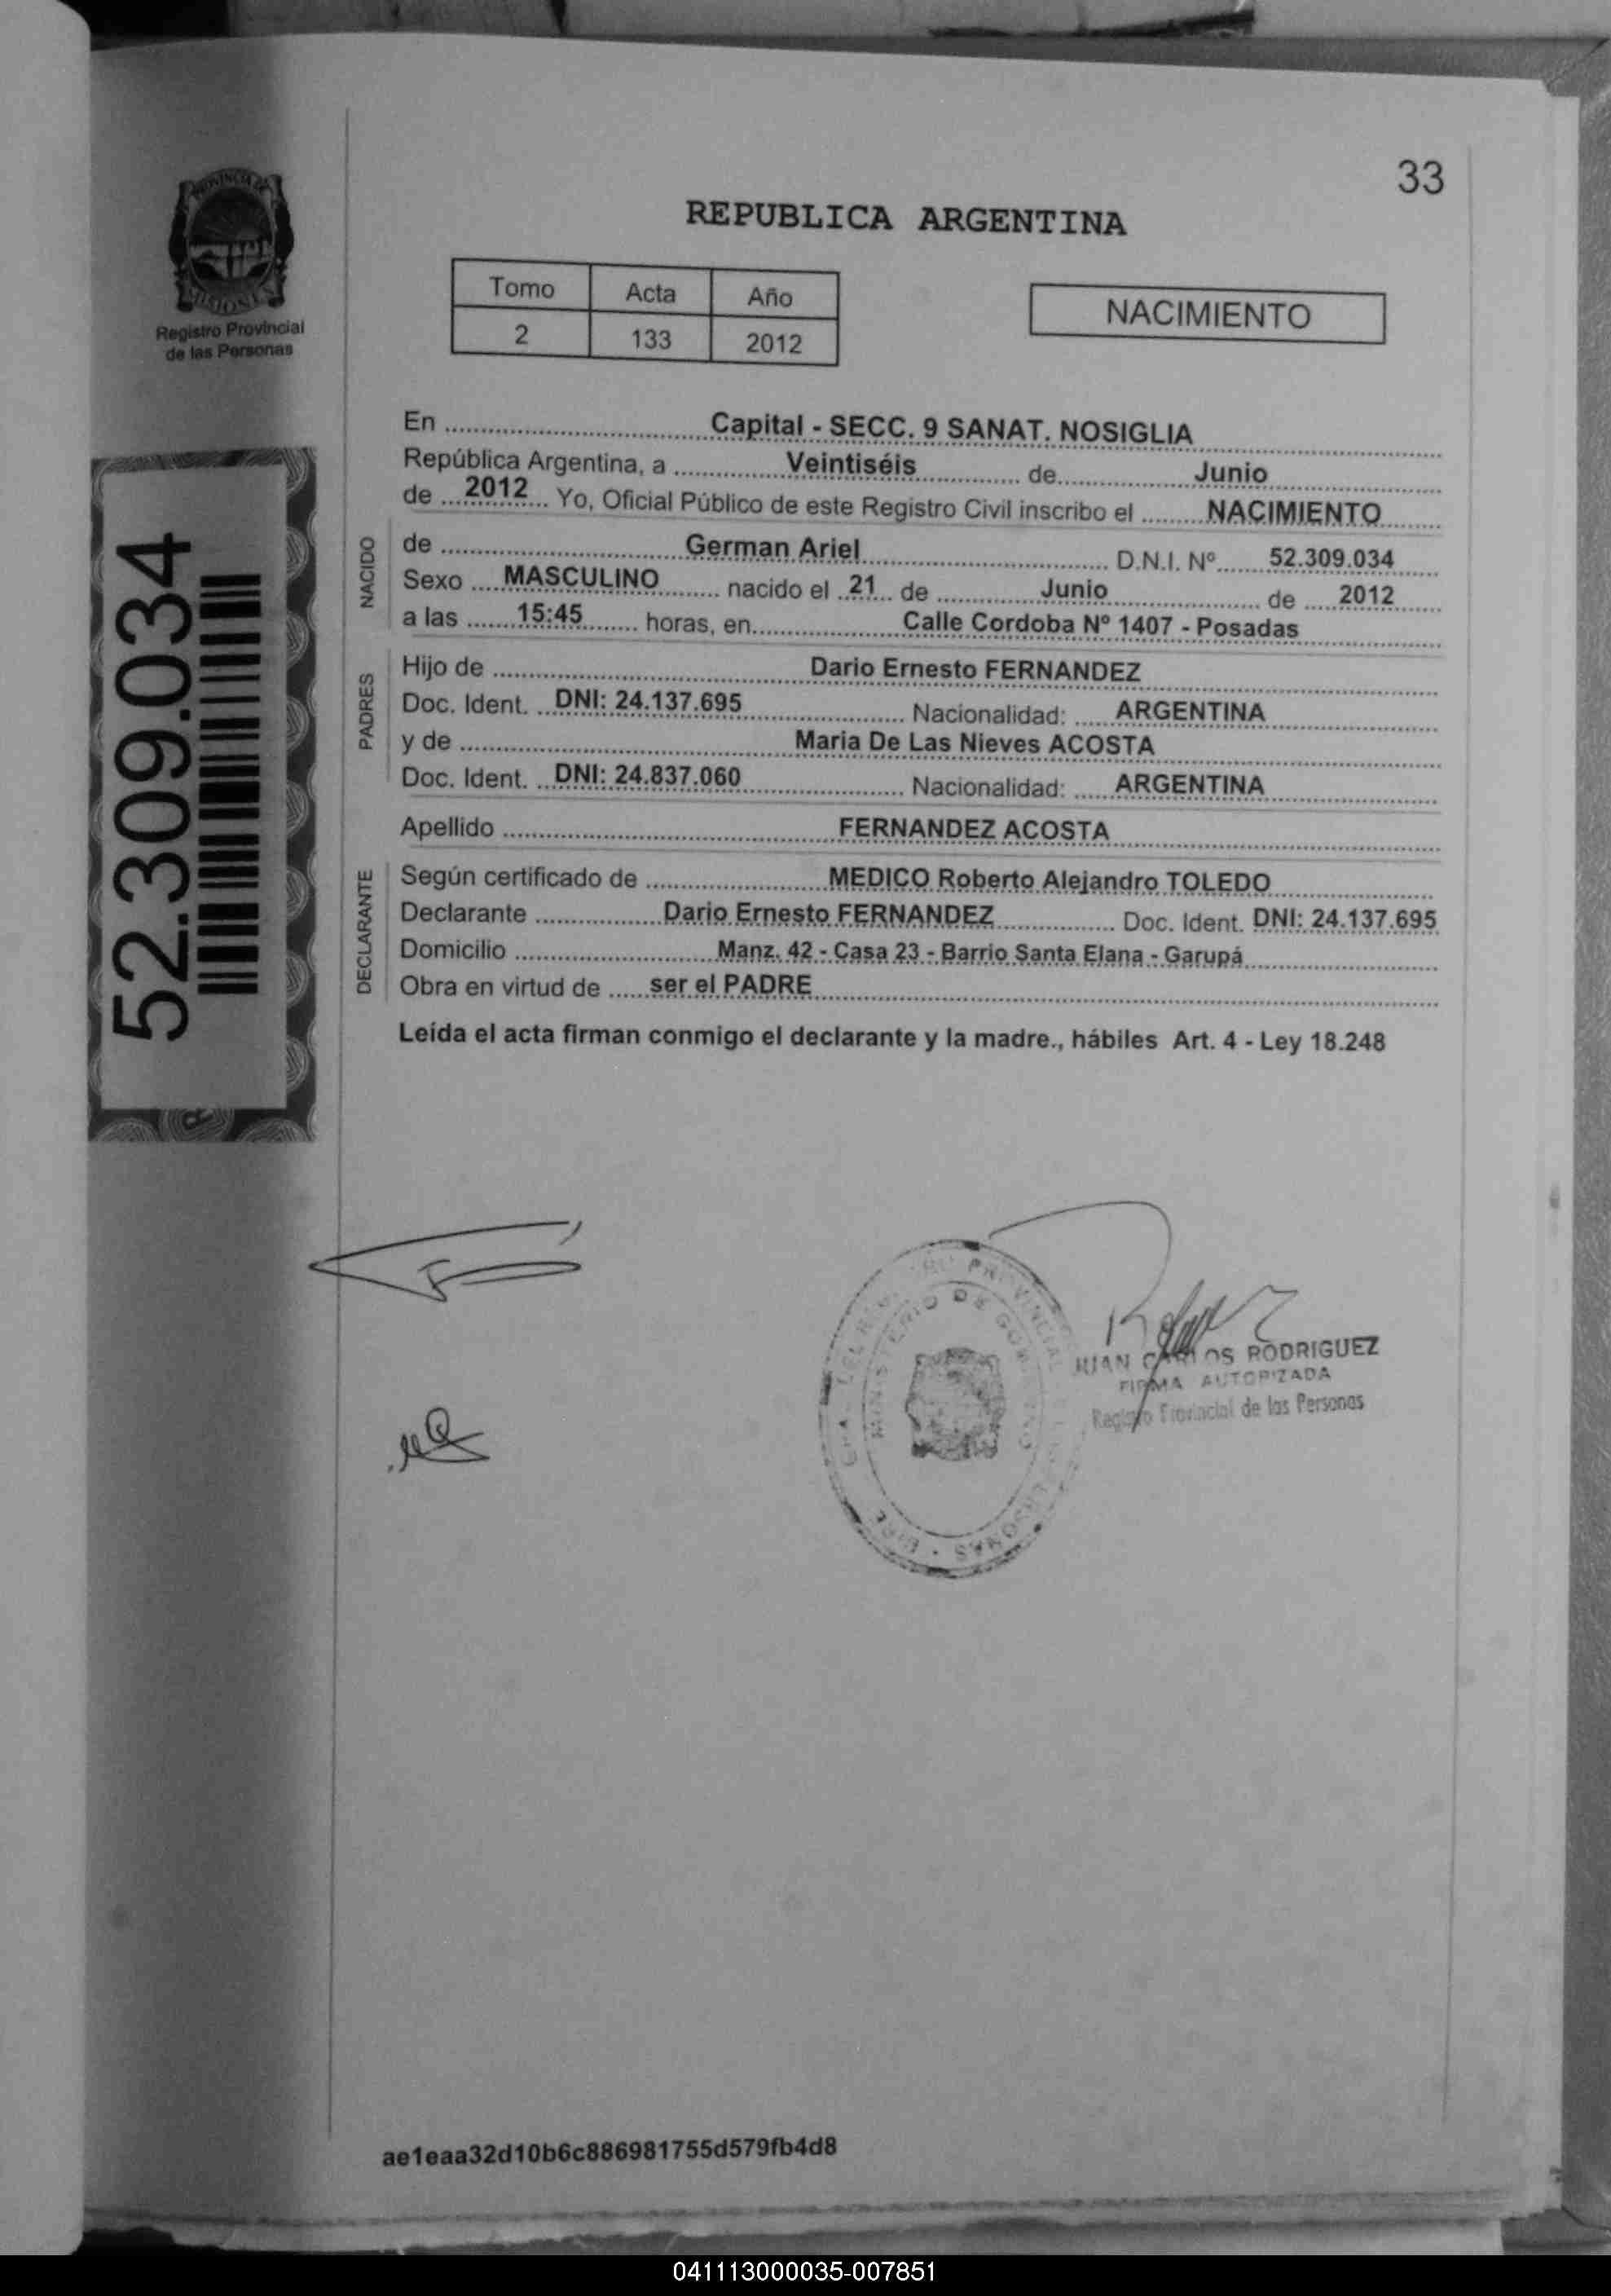 33
REPUBLICA ARGENTINA
PROVINCIA DE
MISIONES
Registro Provincial
de las Personas
Tomo Acta Año
2 133 2012
NACIMIENTO
52.309.034
En Capital - SECC. 9 SANAT. NOSIGLIA
República Argentina, a Veintiséis de Junio
de 2012 Yo, Oficial Público de este Registro Civil inscribo el NACIMIENTO
NACIDO
de German Ariel D.N.I. Nº 52.309.034
Sexo MASCULINO nacido el 21 de Junio de 2012
a las 15:45 horas, en Calle Cordoba Nº 1407 - Posadas
PADRES
Hijo de Dario Ernesto FERNANDEZ
Doc. Ident. DNI: 24.137.695 Nacionalidad: ARGENTINA
y de Maria De Las Nieves ACOSTA
Doc. Ident. DNI: 24.837.060 Nacionalidad: ARGENTINA
Apellido FERNANDEZ ACOSTA
DECLARANTE
Según certificado de MEDICO Roberto Alejandro TOLEDO
Declarante Dario Ernesto FERNANDEZ Doc. Ident. DNI: 24.137.695
Domicilio Manz. 42 - Casa 23 - Barrio Santa Elana - Garupá
Obra en virtud de ser el PADRE
Leída el acta firman conmigo el declarante y la madre., hábiles Art. 4 - Ley 18.248
MINISTERIO DE
JUAN CARLOS RODRIGUEZ
FIRMA AUTORIZADA
Registro Provincial de las Personas
ae1eaa32d10b6c886981755d579fb4d8
041113000035-007851